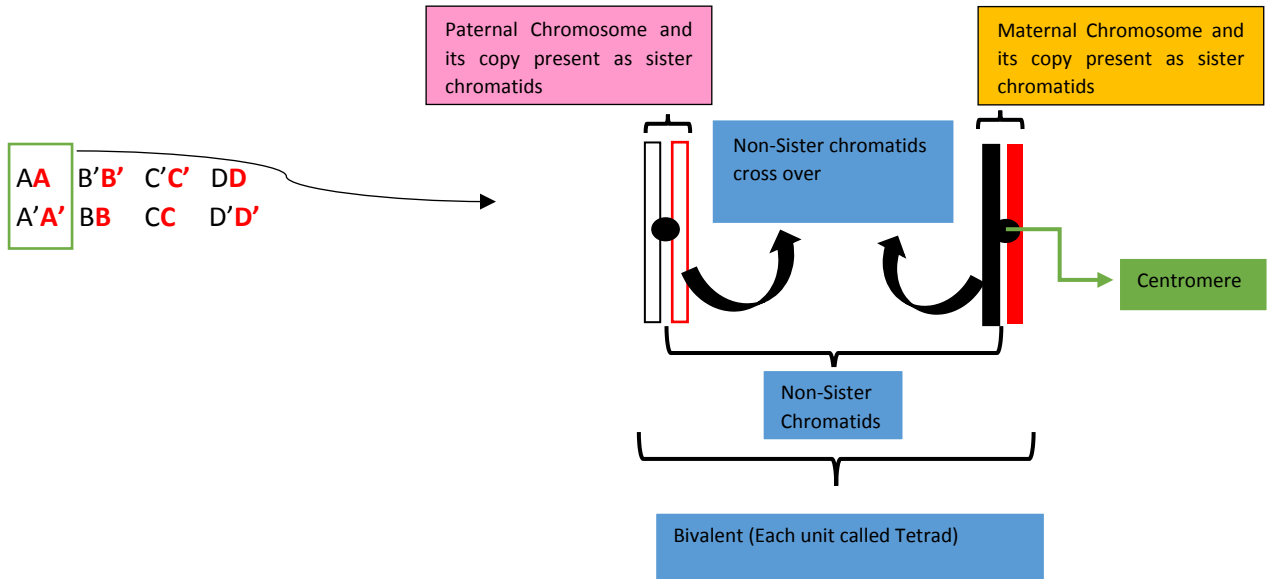 Paternal Chromosome and
its copy present as sister
chromatids
Maternal Chromosome and
its copy present as sister
chromatids
Non-Sister chromatids
cross over
AA B'B' C'C' DD
A'A' BB CC D'D'
Centromere
Non-Sister
Chromatids
Bivalent (Each unit called Tetrad)